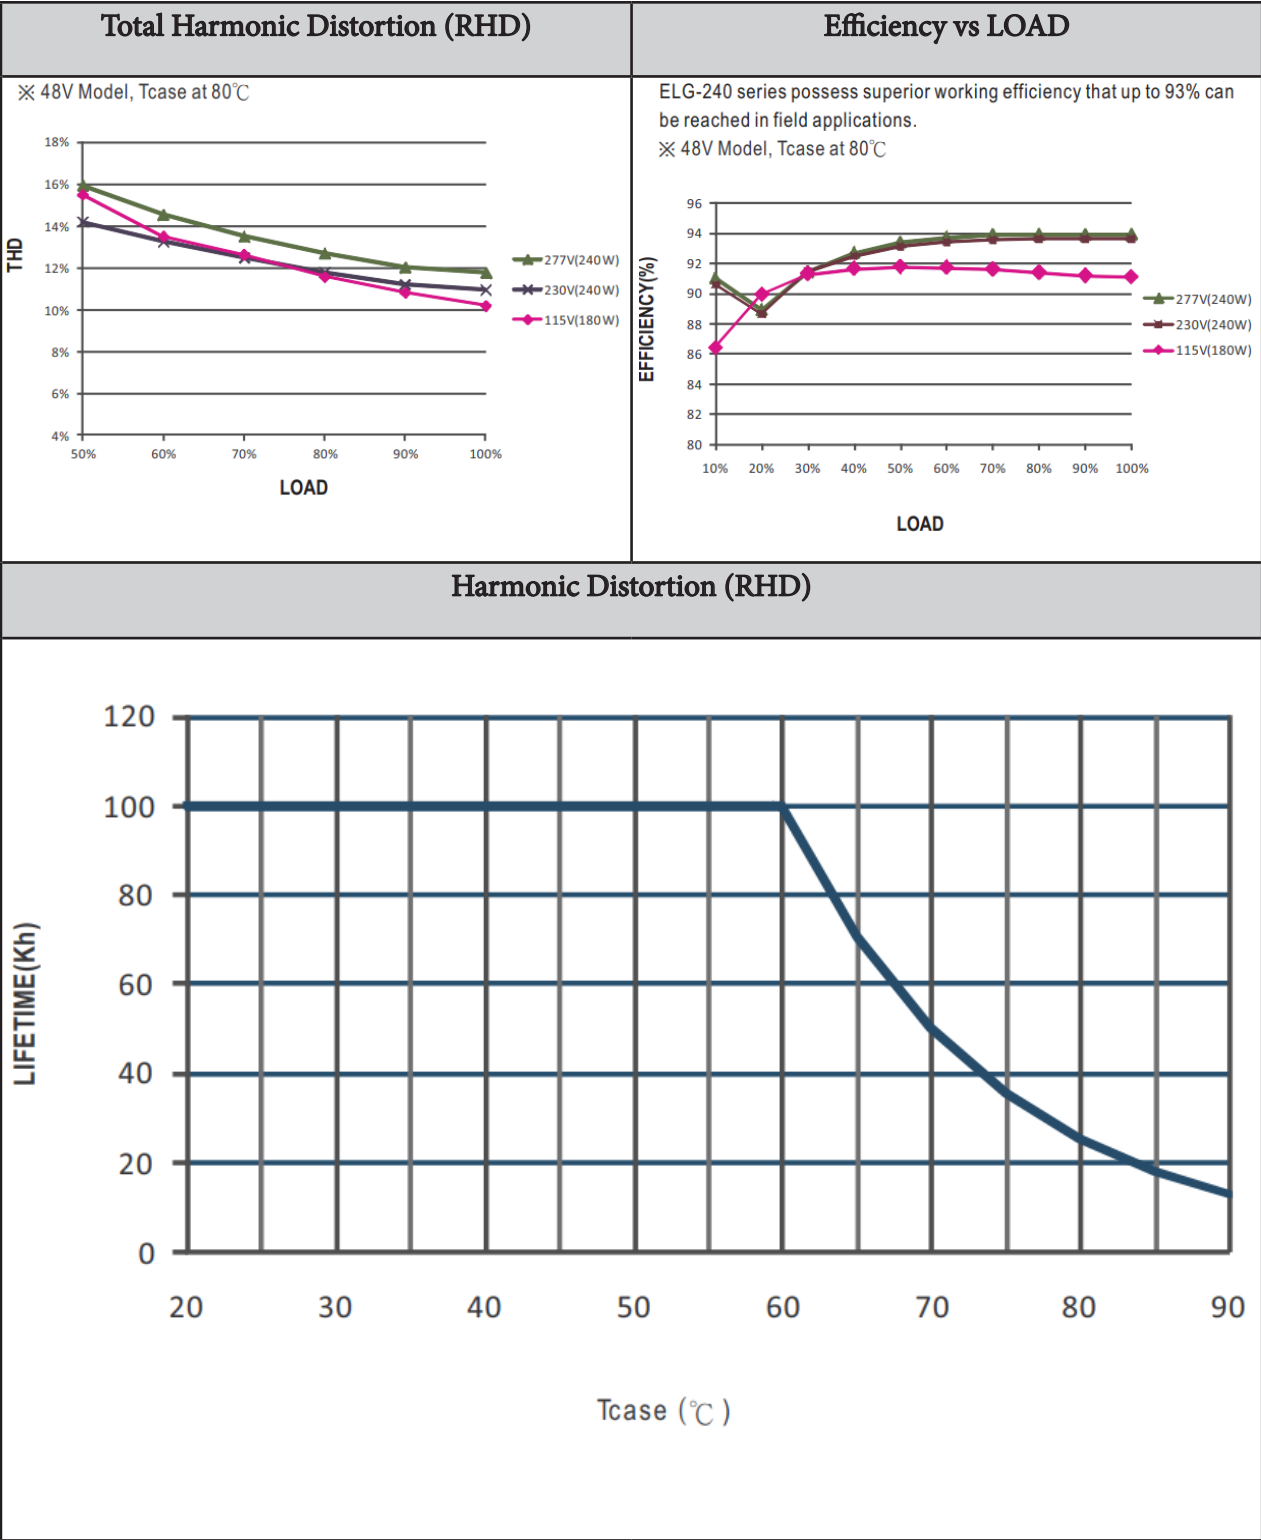 Total Harmonic Distortion (RHD)
※ 48V Model, Tcase at 80℃
18%
16%
14%
12%
10%
8%
6%
4%
THD
50% 60% 70% 80% 90% 100%
LOAD
277V(240W)
230V(240W)
115V(180W)
Efficiency vs LOAD
ELG-240 series possess superior working efficiency that up to 93% can
be reached in field applications.
※ 48V Model, Tcase at 80℃
96
94
92
90
88
86
84
82
80
EFFICIENCY(%)
10% 20% 30% 40% 50% 60% 70% 80% 90% 100%
LOAD
277V(240W)
230V(240W)
115V(180W)
Harmonic Distortion (RHD)
120
100
80
60
40
20
0
LIFETIME(Kh)
20 30 40 50 60 70 80 90
Tcase (℃ )